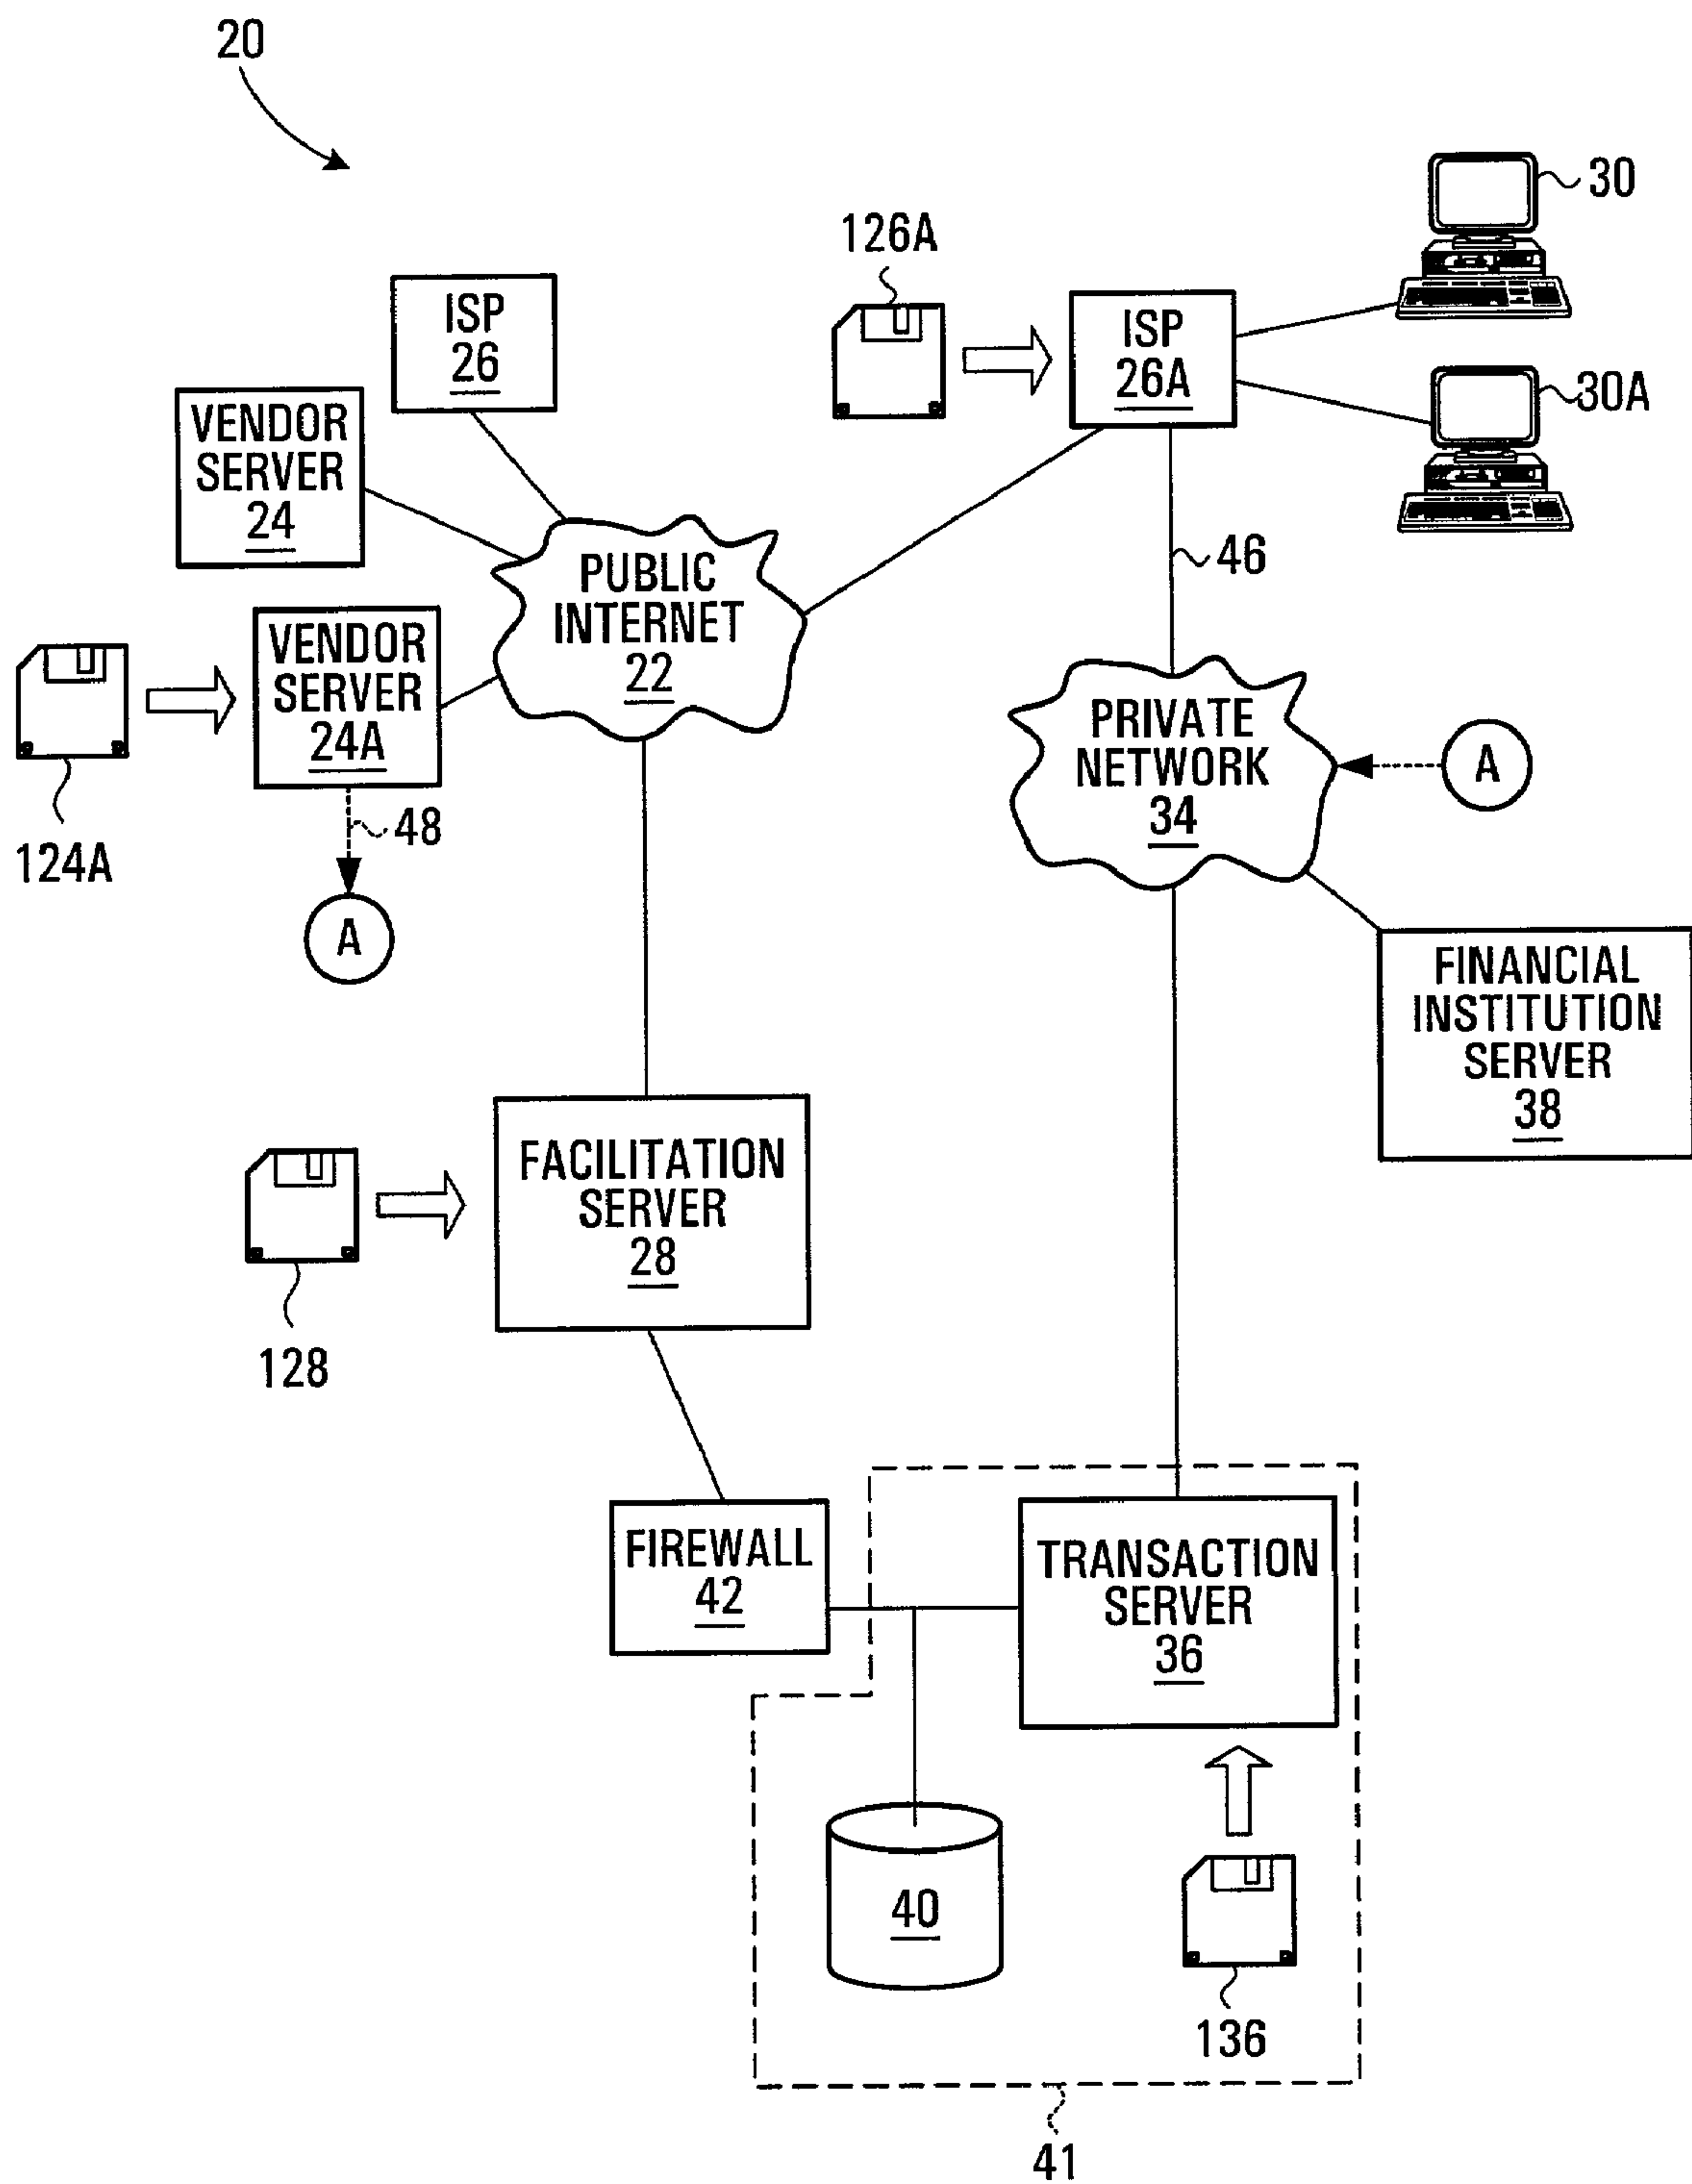 20
30
126A
ISP
26
ISP
26A
30A
VENDOR
SERVER
24
46
PUBLIC
INTERNET
22
VENDOR
SERVER
24A
PRIVATE
NETWORK
34
A
48
124A
A
FINANCIAL
INSTITUTION
SERVER
38
FACILITATION
SERVER
28
128
FIREWALL
42
TRANSACTION
SERVER
36
40
136
41